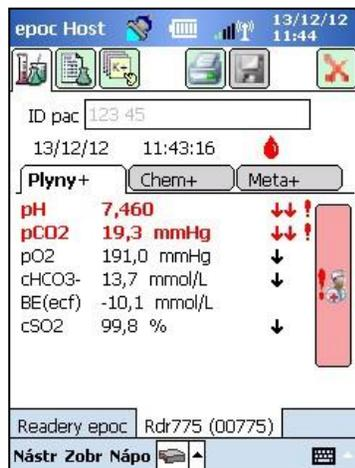 epoc Host 13/12/12
11:44
K+
ID pac 123 45
13/12/12 11:43:16
Plyny+ Chem+ Meta+
pH 7,460 ↓↓ !
pCO2 19,3 mmHg ↓↓ !
pO2 191,0 mmHg ↓
cHCO3- 13,7 mmol/L ↓
BE(ecf) -10,1 mmol/L
cSO2 99,8 % ↓
Readery epoc Rdr775 (00775)
Nástr Zobr Nápo